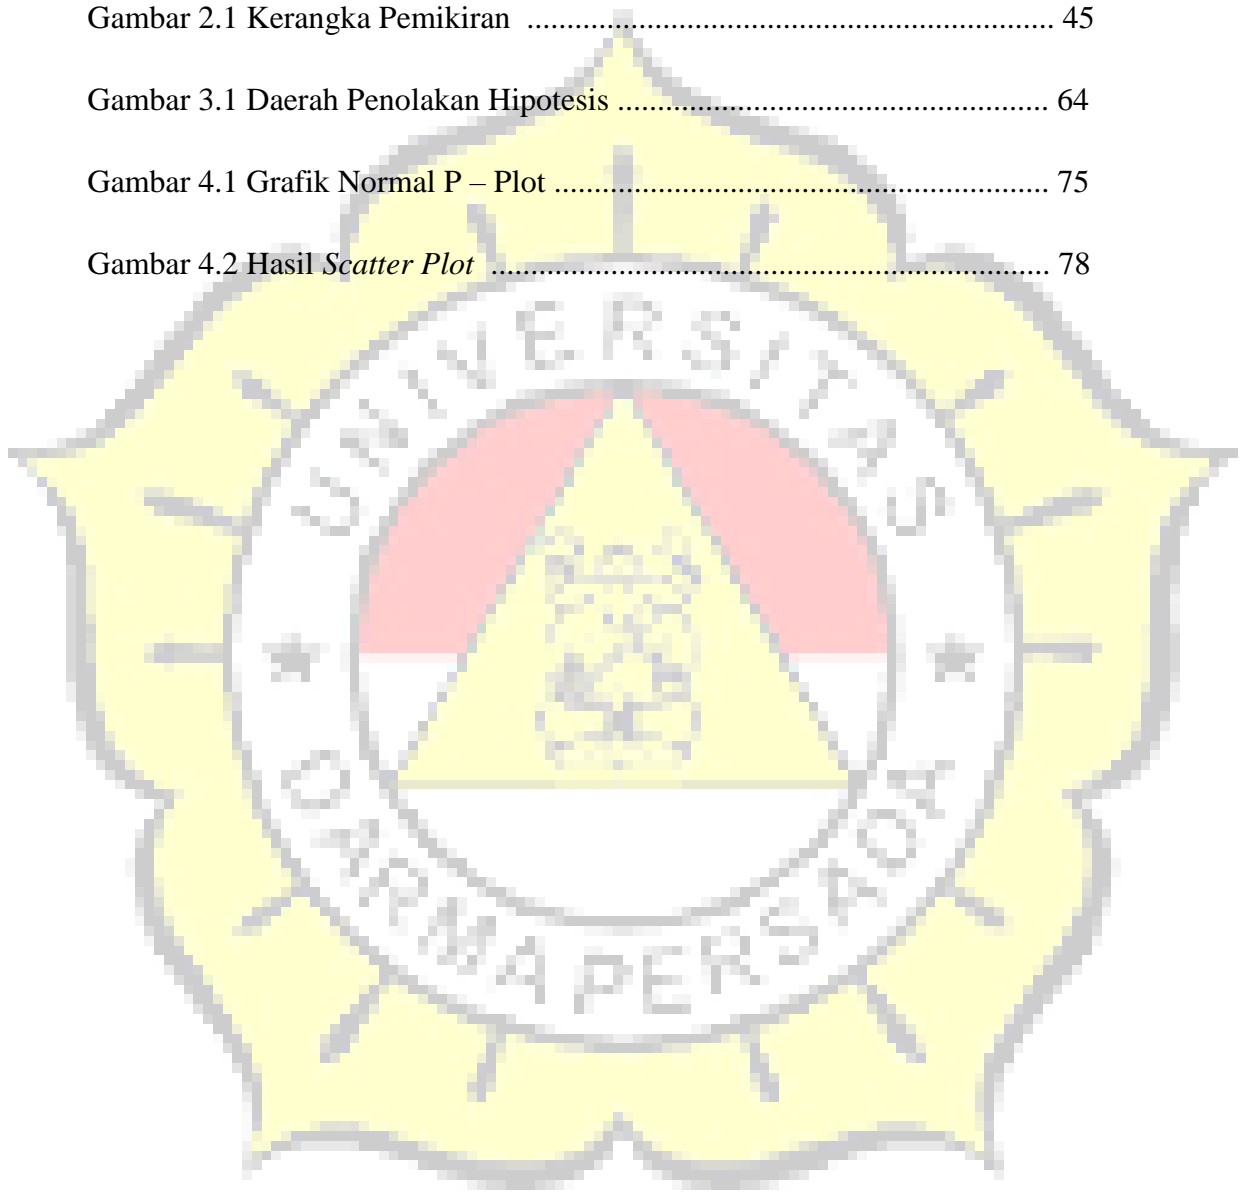 Gambar 2.1 Kerangka Pemikiran .................................................................. 45
Gambar 3.1 Daerah Penolakan Hipotesis ...................................................... 64
Gambar 4.1 Grafik Normal P – Plot .............................................................. 75
Gambar 4.2 Hasil Scatter Plot ...................................................................... 78
UNIVERSITAS
DARMA PERSADA